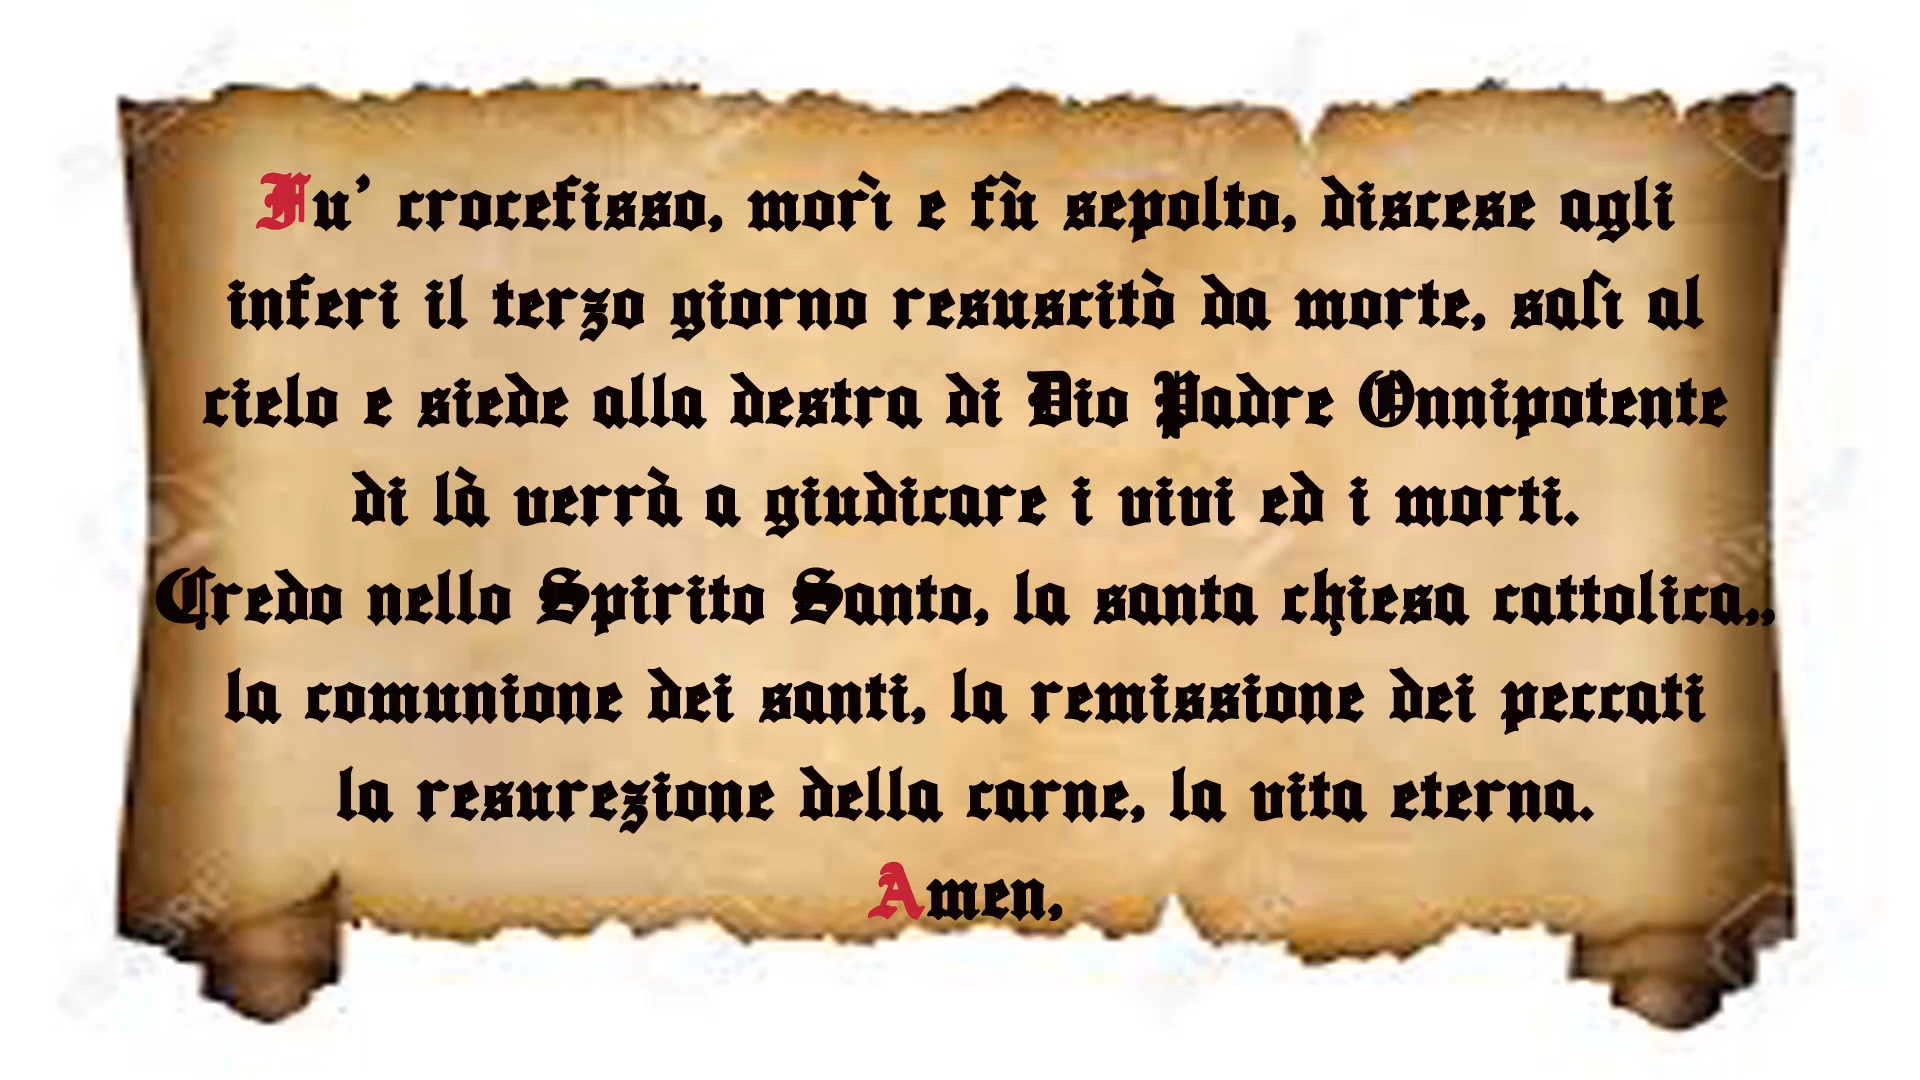 Fu' crocefisso, morì e fù sepolto, discese agli
inferi il terzo giorno resuscitò da morte, salì al
cielo e siede alla destra di Dio Padre Onnipotente
di là verrà a giudicare i vivi ed i morti.
Credo nello Spirito Santo, la santa chiesa cattolica,,
la comunione dei santi, la remissione dei peccati
la resurezione della carne, la vita eterna.
Amen,